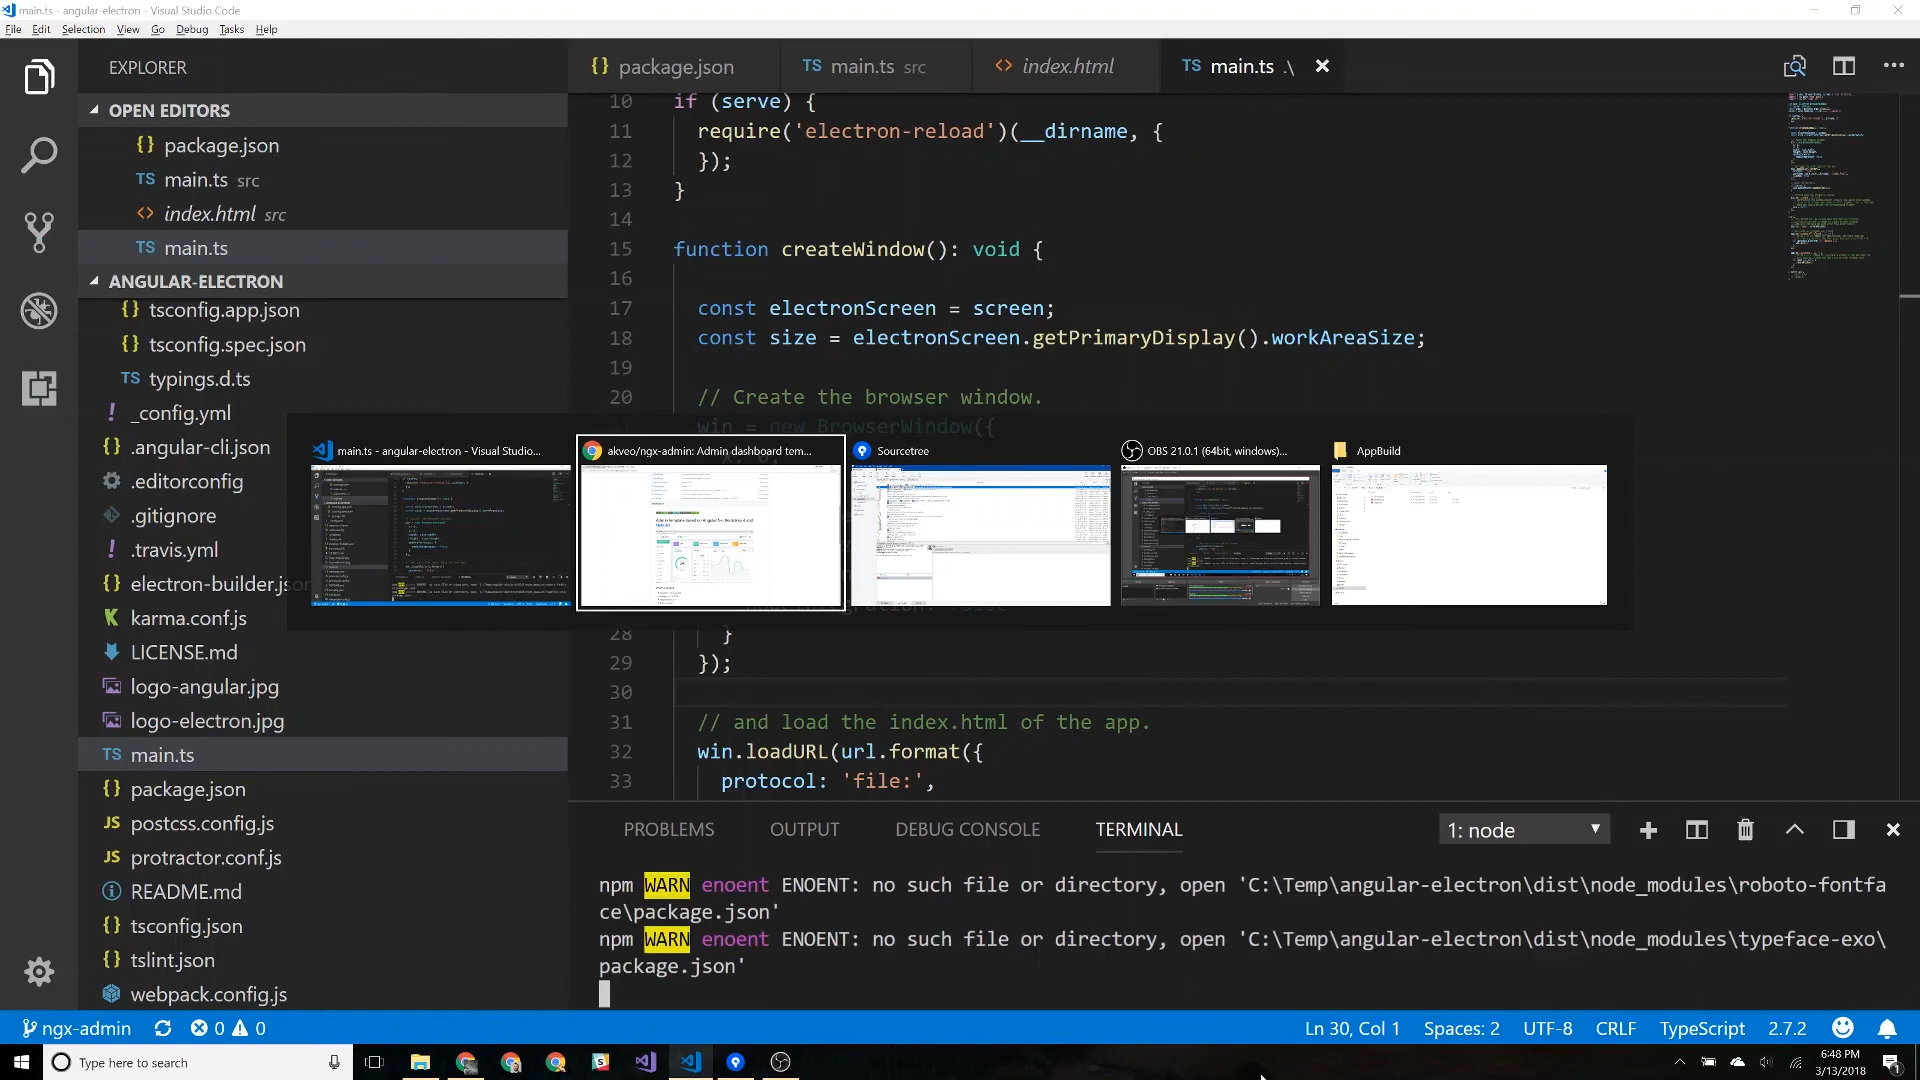 main.ts - angular-electron - Visual Studio Code
File Edit Selection View Go Debug Tasks Help
EXPLORER
OPEN EDITORS
{} package.json
TS main.ts src
<> index.html src
TS main.ts
ANGULAR-ELECTRON
{} tsconfig.app.json
{} tsconfig.spec.json
TS typings.d.ts
! _config.yml
{} .angular-cli.json
.editorconfig
.gitignore
! .travis.yml
{} electron-builder.json
karma.conf.js
LICENSE.md
logo-angular.jpg
logo-electron.jpg
TS main.ts
{} package.json
JS postcss.config.js
JS protractor.conf.js
README.md
{} tsconfig.json
{} tslint.json
webpack.config.js
{} package.json TS main.ts src <> index.html TS main.ts .\
10 if (serve) {
11 require('electron-reload')(__dirname, {
12 });
13 }
14
15 function createWindow(): void {
16
17 const electronScreen = screen;
18 const size = electronScreen.getPrimaryDisplay().workAreaSize;
19
20 // Create the browser window.
win = new BrowserWindow({
main.ts - angular-electron - Visual Studio...
akveo/ngx-admin: Admin dashboard tem...
Sourcetree
OBS 21.0.1 (64bit, windows)...
AppBuild
28 }
29 });
30
31 // and load the index.html of the app.
32 win.loadURL(url.format({
33 protocol: 'file:',
PROBLEMS OUTPUT DEBUG CONSOLE TERMINAL 1: node
npm WARN enoent ENOENT: no such file or directory, open 'C:\Temp\angular-electron\dist\node_modules\roboto-fontfa
ce\package.json'
npm WARN enoent ENOENT: no such file or directory, open 'C:\Temp\angular-electron\dist\node_modules\typeface-exo\
package.json'
ngx-admin 0 0 Ln 30, Col 1 Spaces: 2 UTF-8 CRLF TypeScript 2.7.2
Type here to search
6:48 PM
3/13/2018
1